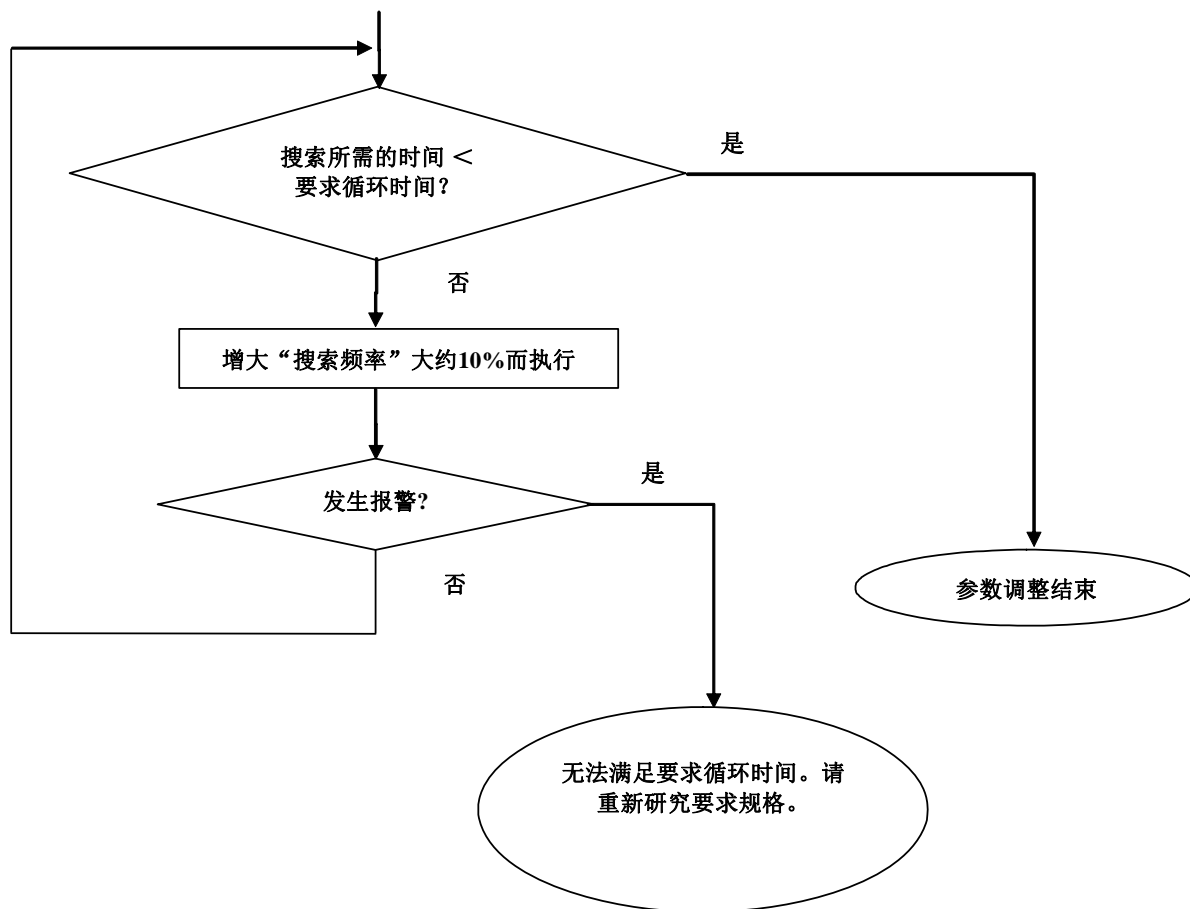 是
搜索所需的时间 ＜
要求循环时间？
否
增大“搜索频率”大约10%而执行
是
发生报警?
否
参数调整结束
无法满足要求循环时间。请
重新研究要求规格。